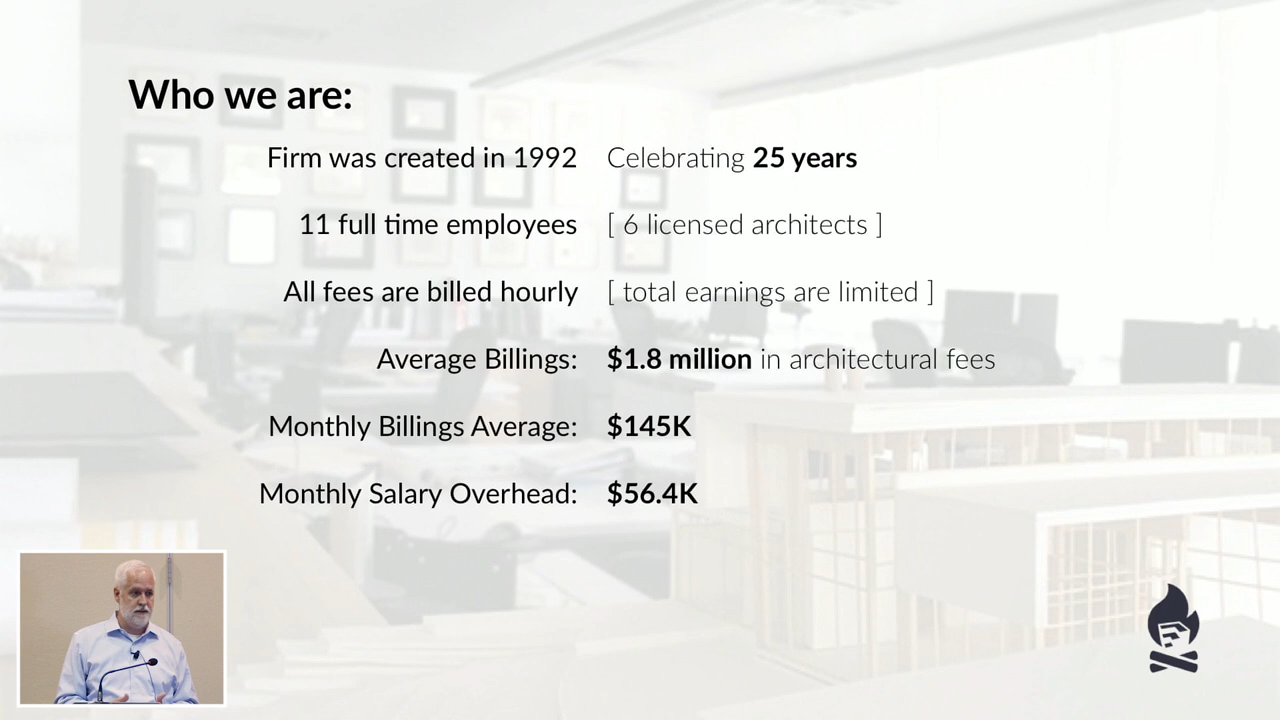 Who we are:
Firm was created in 1992 Celebrating 25 years
11 full time employees [ 6 licensed architects ]
All fees are billed hourly [ total earnings are limited ]
Average Billings: $1.8 million in architectural fees
Monthly Billings Average: $145K
Monthly Salary Overhead: $56.4K